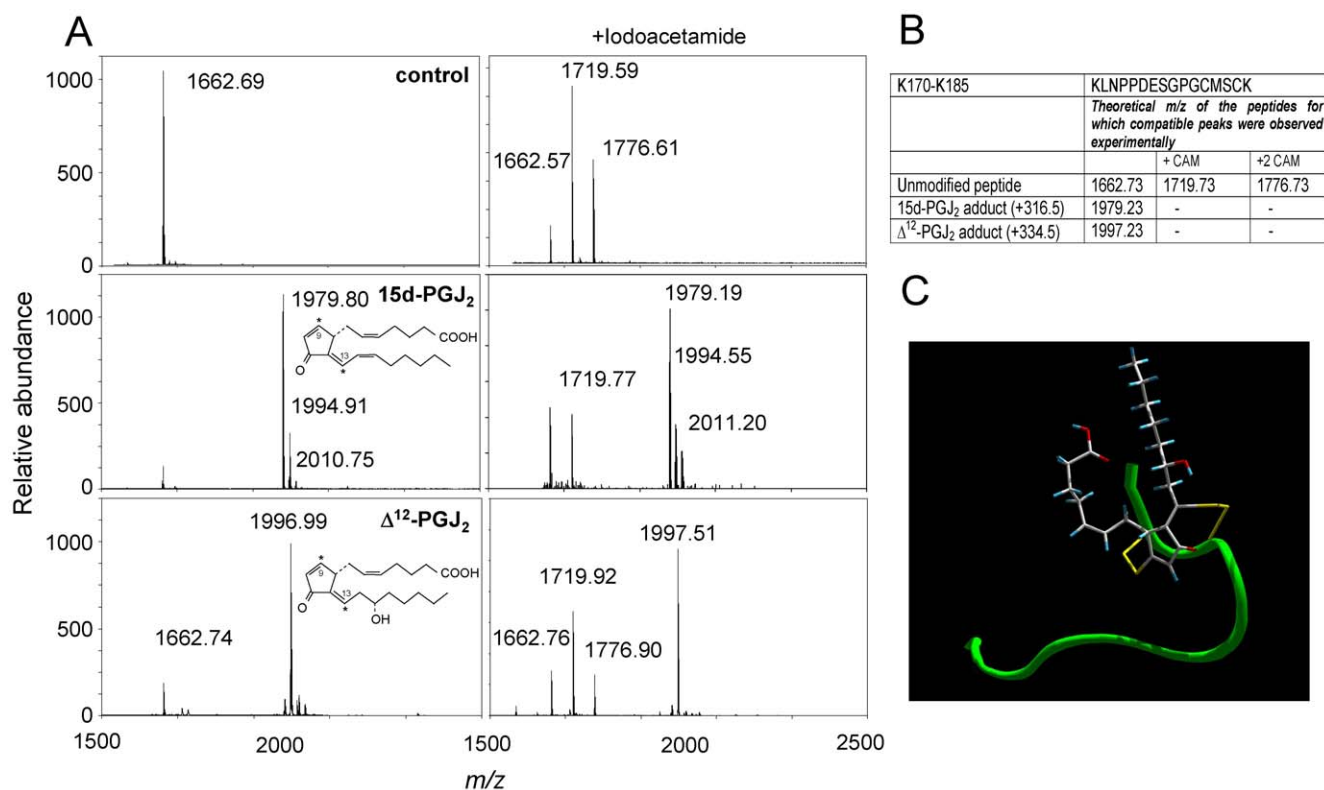 A
+Iodoacetamide
control
1662.69
1000
500
0
1719.59
1776.61
1662.57
15d-PGJ₂
1979.80
1994.91
2010.75
* 9 13 * O COOH
1000
500
0
1979.19
1994.55
2011.20
1719.77
Δ¹²-PGJ₂
1996.99
1662.74
* 9 13 * O OH COOH
1000
500
0
1997.51
1719.92
1662.76
1776.90
Relative abundance
1500 2000 1500 2000 2500
m/z
B
K170-K185 KLNPPDESGPGCMSCK
Theoretical m/z of the peptides for
which compatible peaks were observed
experimentally
+ CAM +2 CAM
Unmodified peptide 1662.73 1719.73 1776.73
15d-PGJ₂ adduct (+316.5) 1979.23 - -
Δ¹²-PGJ₂ adduct (+334.5) 1997.23 - -
C